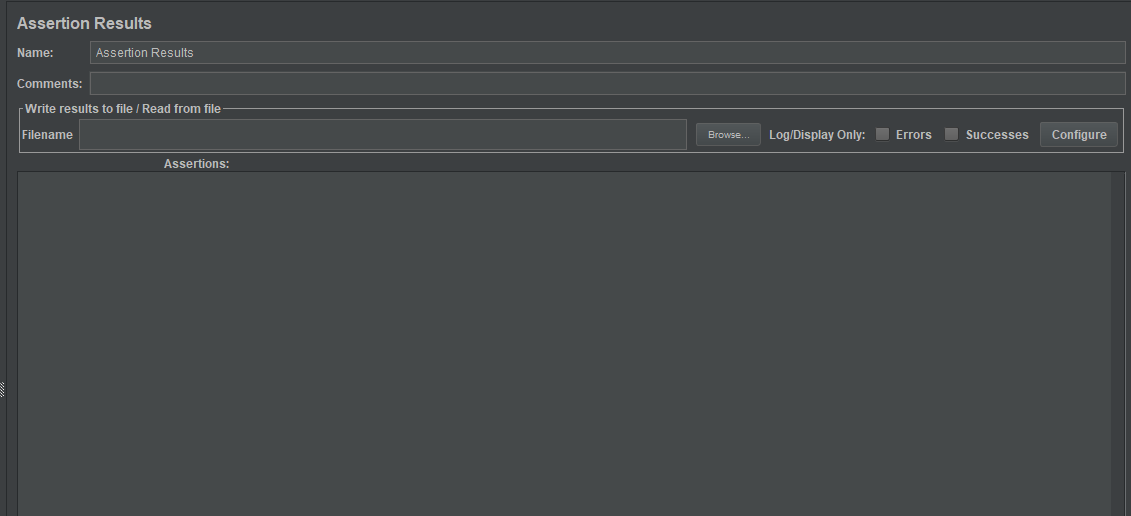 Assertion Results
Name: Assertion Results
Comments:
Write results to file / Read from file
Filename Browse... Log/Display Only: Errors Successes Configure
Assertions: